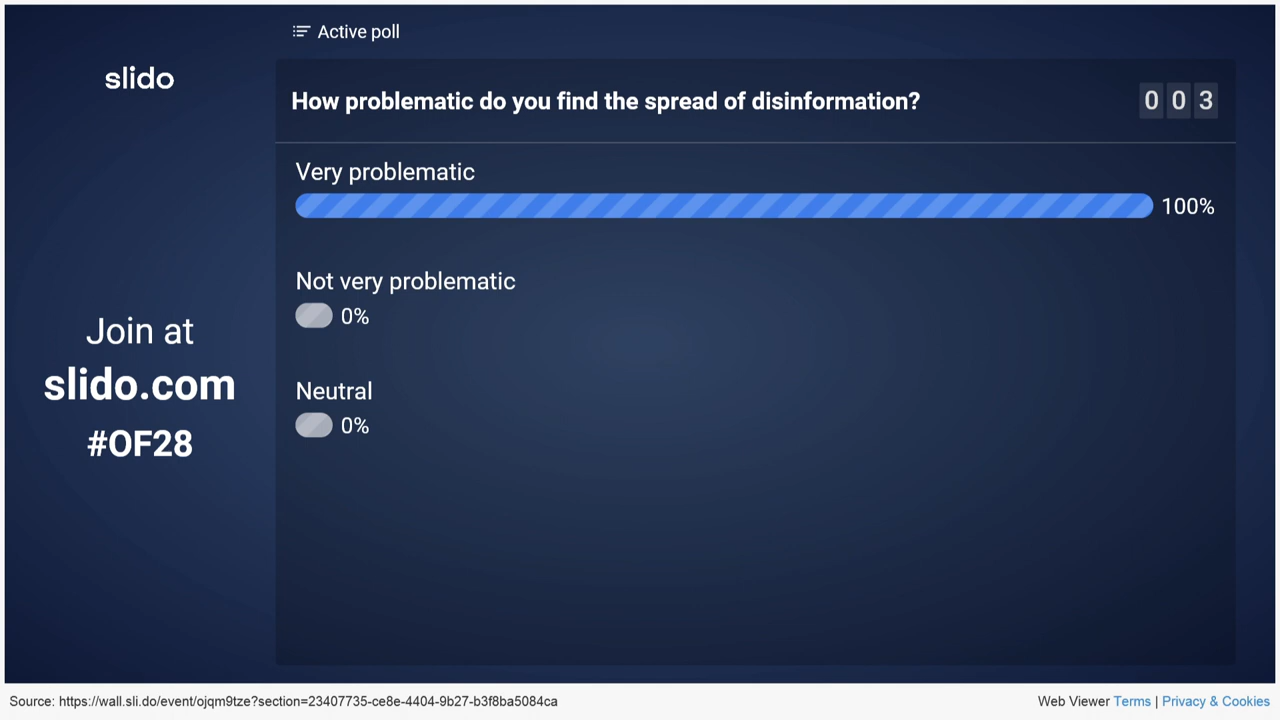 Active poll
slido
How problematic do you find the spread of disinformation?
0 0 3
Very problematic
100%
Not very problematic
0%
Neutral
0%
Join at
slido.com
#OF28
Source: https://wall.sli.do/event/ojqm9tze?section=23407735-ce8e-4404-9b27-b3f8ba5084ca
Web Viewer Terms | Privacy & Cookies